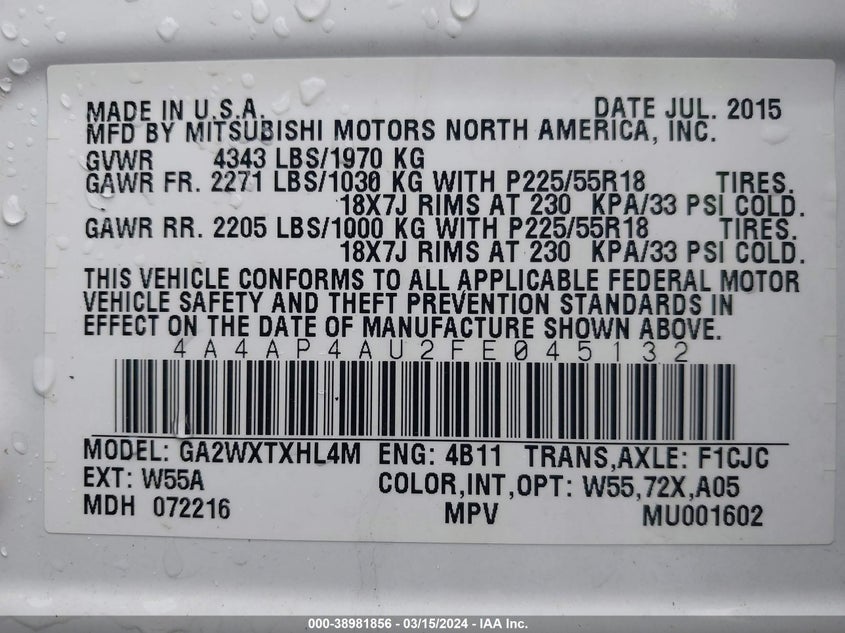 MADE IN U.S.A. DATE JUL. 2015
MFD BY MITSUBISHI MOTORS NORTH AMERICA, INC.
GVWR 4343 LBS/1970 KG
GAWR FR. 2271 LBS/1030 KG WITH P225/55R18 TIRES.
18X7J RIMS AT 230 KPA/33 PSI COLD.
GAWR RR. 2205 LBS/1000 KG WITH P225/55R18 TIRES.
18X7J RIMS AT 230 KPA/33 PSI COLD.
THIS VEHICLE CONFORMS TO ALL APPLICABLE FEDERAL MOTOR
VEHICLE SAFETY AND THEFT PREVENTION STANDARDS IN
EFFECT ON THE DATE OF MANUFACTURE SHOWN ABOVE.
4A4AP4AU2FE045132
MODEL: GA2WXTXHL4M ENG: 4B11 TRANS,AXLE: F1CJC
EXT: W55A COLOR,INT,OPT: W55,72X,A05
MDH 072216 MPV MU001602
000-38981856 - 03/15/2024 - IAA Inc.